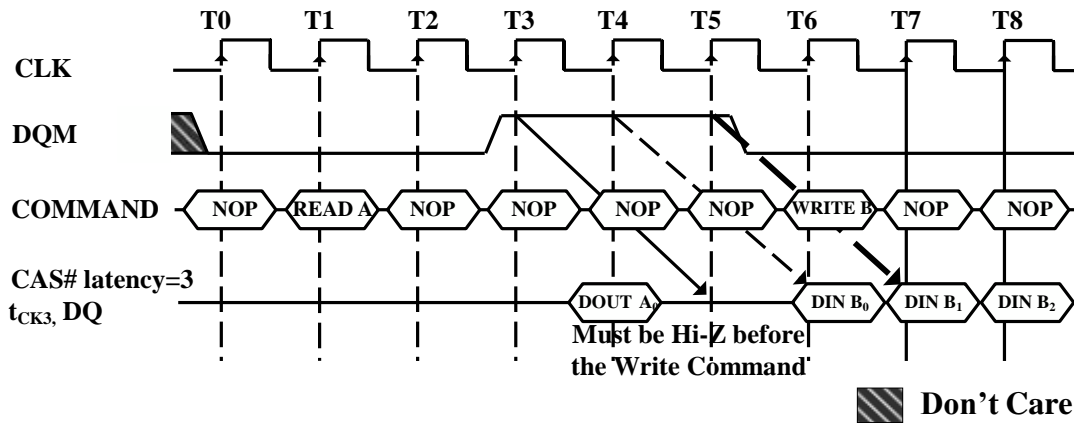 T0 T1 T2 T3 T4 T5 T6 T7 T8
CLK
DQM
COMMAND NOP READ A NOP NOP NOP NOP WRITE B NOP NOP
CAS# latency=3
tCK3, DQ DOUT A0 DIN B0 DIN B1 DIN B2
Must be Hi-Z before
the Write Command
Don't Care